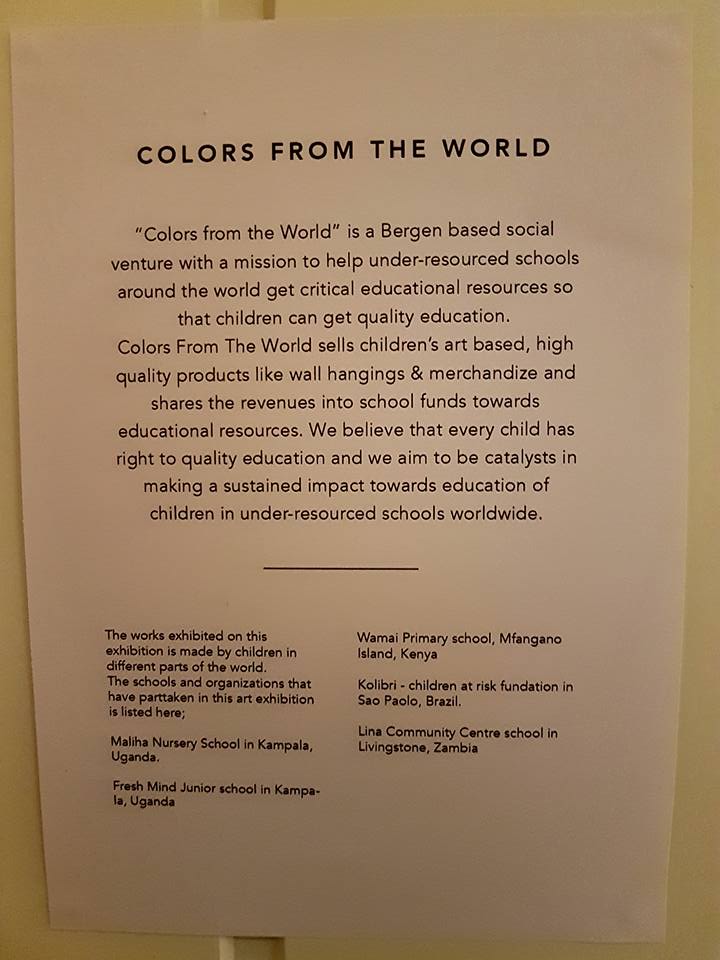 COLORS FROM THE WORLD
"Colors from the World" is a Bergen based social
venture with a mission to help under-resourced schools
around the world get critical educational resources so
that children can get quality education.
Colors From The World sells children's art based, high
quality products like wall hangings & merchandize and
shares the revenues into school funds towards
educational resources. We believe that every child has
right to quality education and we aim to be catalysts in
making a sustained impact towards education of
children in under-resourced schools worldwide.
The works exhibited on this
exhibition is made by children in
different parts of the world.
The schools and organizations that
have parttaken in this art exhibition
is listed here;
Maliha Nursery School in Kampala,
Uganda.
Fresh Mind Junior school in Kampa-
la, Uganda
Wamai Primary school, Mfangano
Island, Kenya
Kolibri - children at risk fundation in
Sao Paolo, Brazil.
Lina Community Centre school in
Livingstone, Zambia